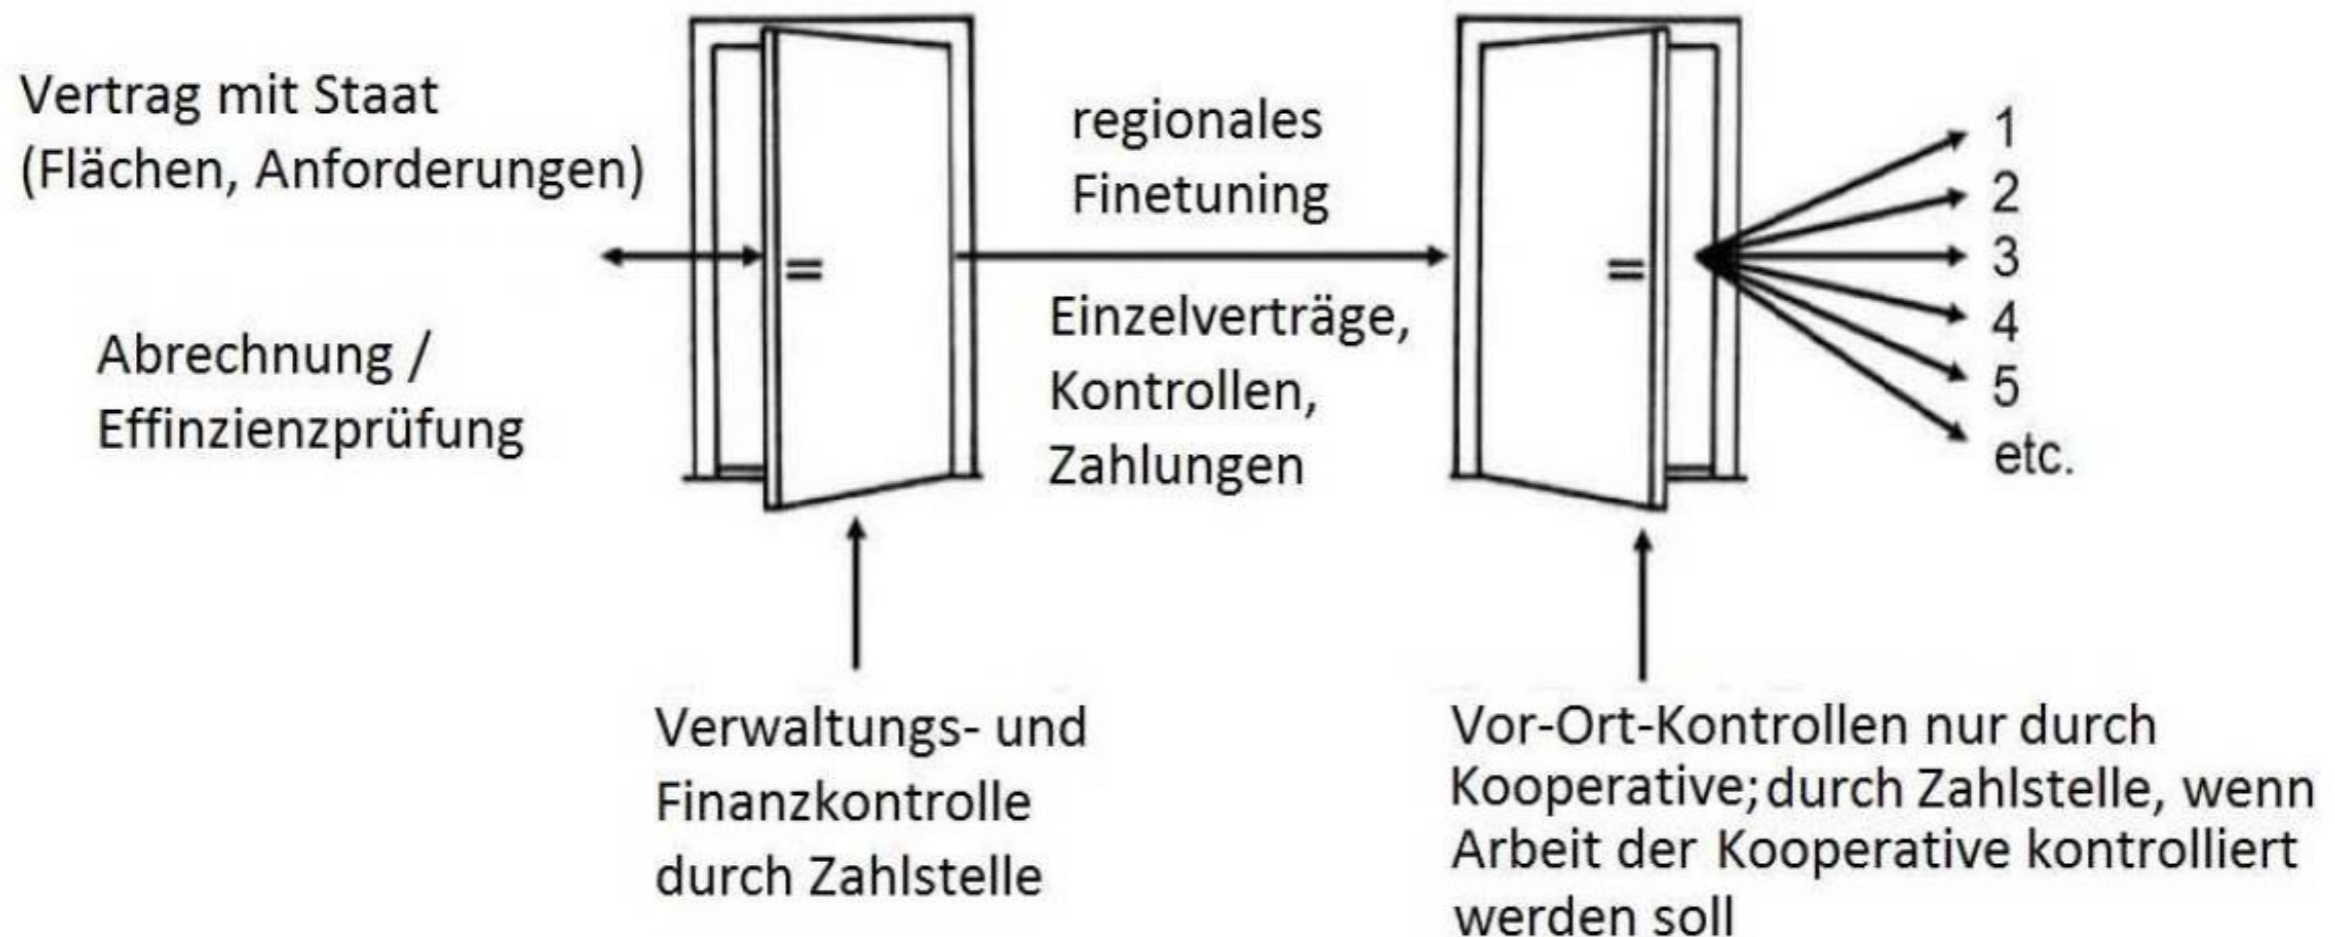 Vertrag mit Staat
(Flächen, Anforderungen)
Abrechnung /
Effinzienzprüfung
regionales
Finetuning
Einzelverträge,
Kontrollen,
Zahlungen
1
2
3
4
5
etc.
Verwaltungs- und
Finanzkontrolle
durch Zahlstelle
Vor-Ort-Kontrollen nur durch
Kooperative; durch Zahlstelle, wenn
Arbeit der Kooperative kontrolliert
werden soll